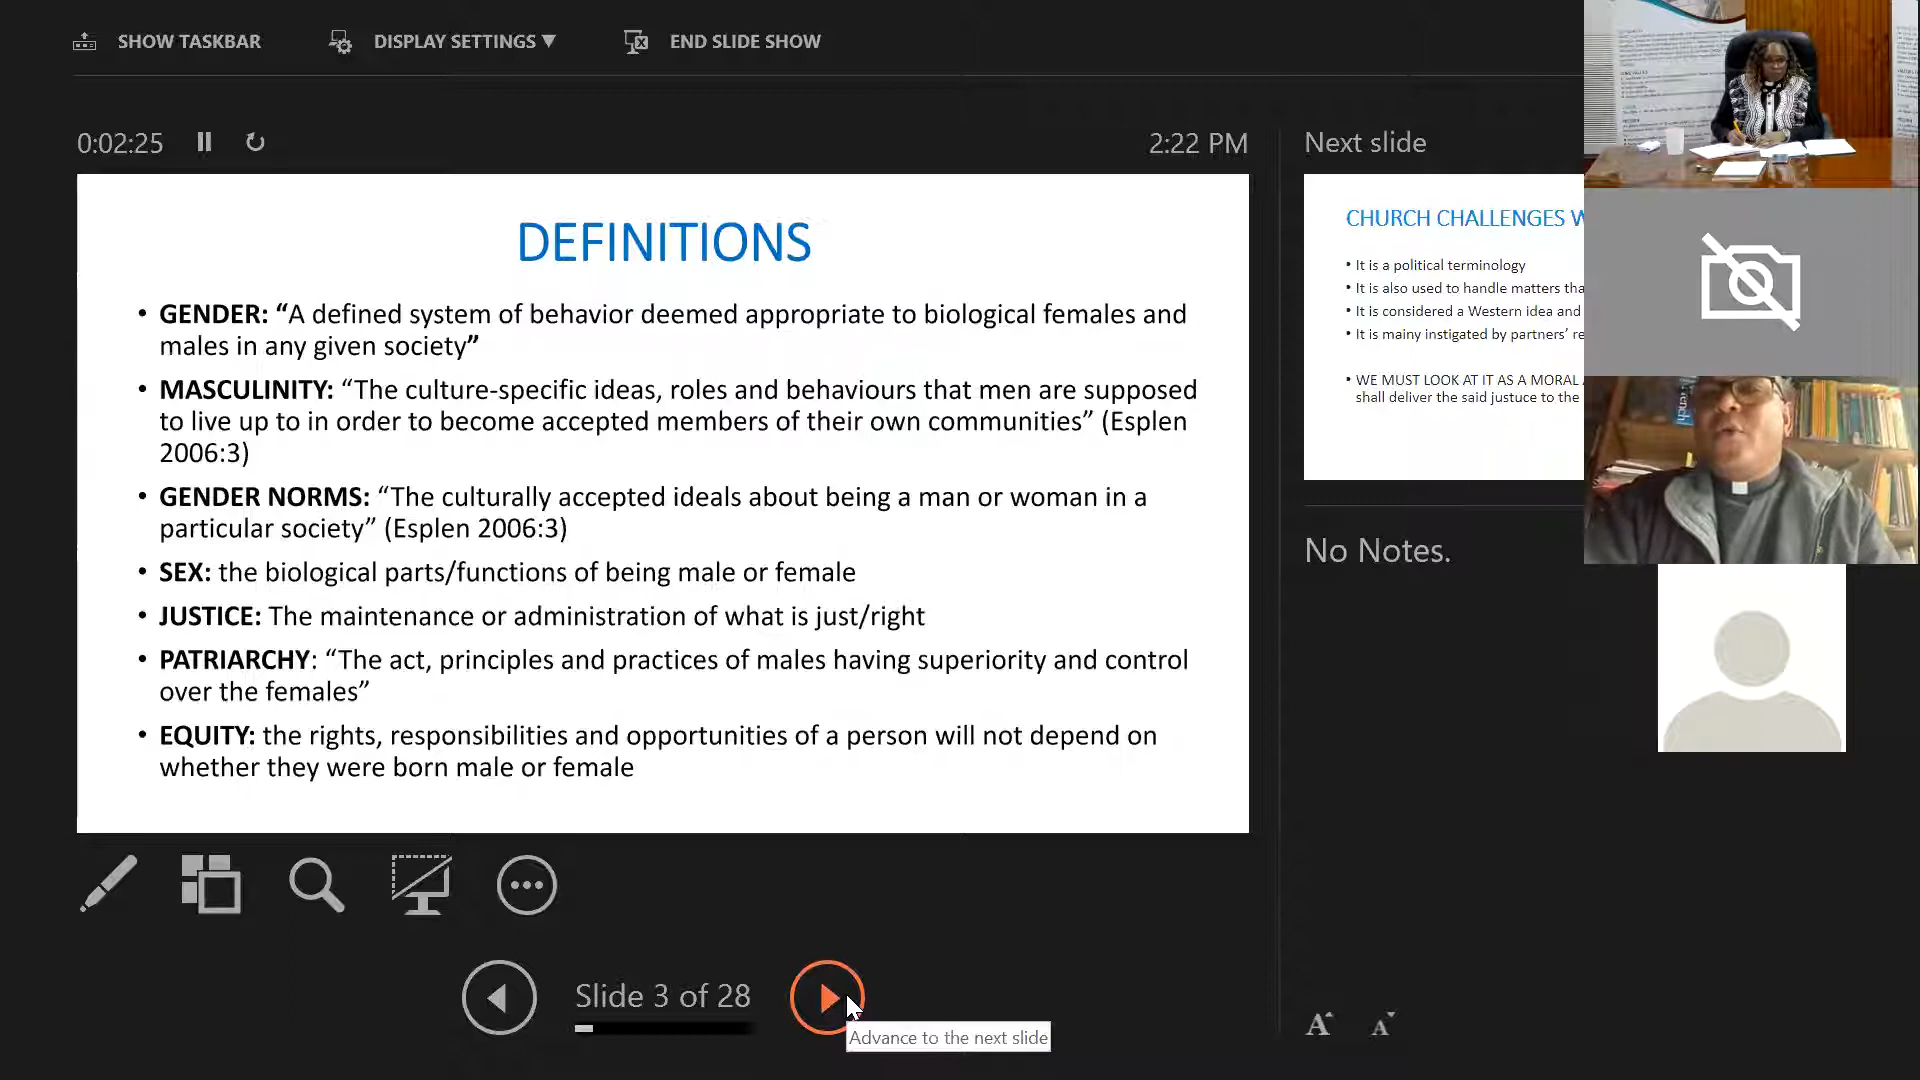 SHOW TASKBAR
DISPLAY SETTINGS ▼
END SLIDE SHOW
0:02:25
2:22 PM
Next slide
DEFINITIONS
• GENDER: “A defined system of behavior deemed appropriate to biological females and
males in any given society”
• MASCULINITY: “The culture-specific ideas, roles and behaviours that men are supposed
to live up to in order to become accepted members of their own communities” (Esplen
2006:3)
• GENDER NORMS: “The culturally accepted ideals about being a man or woman in a
particular society” (Esplen 2006:3)
• SEX: the biological parts/functions of being male or female
• JUSTICE: The maintenance or administration of what is just/right
• PATRIARCHY: “The act, principles and practices of males having superiority and control
over the females”
• EQUITY: the rights, responsibilities and opportunities of a person will not depend on
whether they were born male or female
CHURCH CHALLENGES
• It is a political terminology
• It is also used to handle matters
• It is considered a Western idea and
• It is mainy instigated by partners’
• WE MUST LOOK AT IT AS A MORAL
shall deliver the said justuce to the
No Notes.
Slide 3 of 28
Advance to the next slide
A A